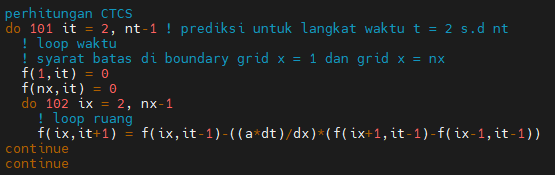 perhitungan CTCS
do 101 it = 2, nt-1 ! prediksi untuk langkat waktu t = 2 s.d nt
! loop waktu
! syarat batas di boundary grid x = 1 dan grid x = nx
f(1,it) = 0
f(nx,it) = 0
do 102 ix = 2, nx-1
! loop ruang
f(ix,it+1) = f(ix,it-1)-((a*dt)/dx)*(f(ix+1,it-1)-f(ix-1,it-1))
continue
continue